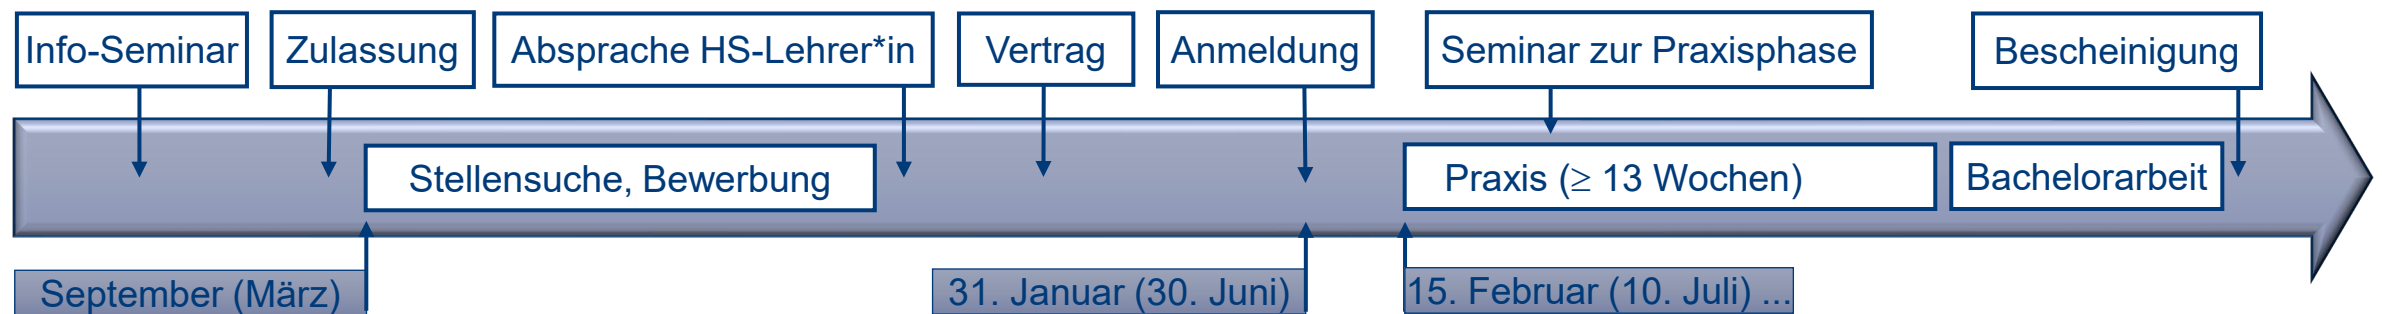 Info-Seminar
Zulassung
Absprache HS-Lehrer*in
Vertrag
Anmeldung
Seminar zur Praxisphase
Bescheinigung
Stellensuche, Bewerbung
Praxis (≥ 13 Wochen)
Bachelorarbeit
September (März)
31. Januar (30. Juni)
15. Februar (10. Juli) ...